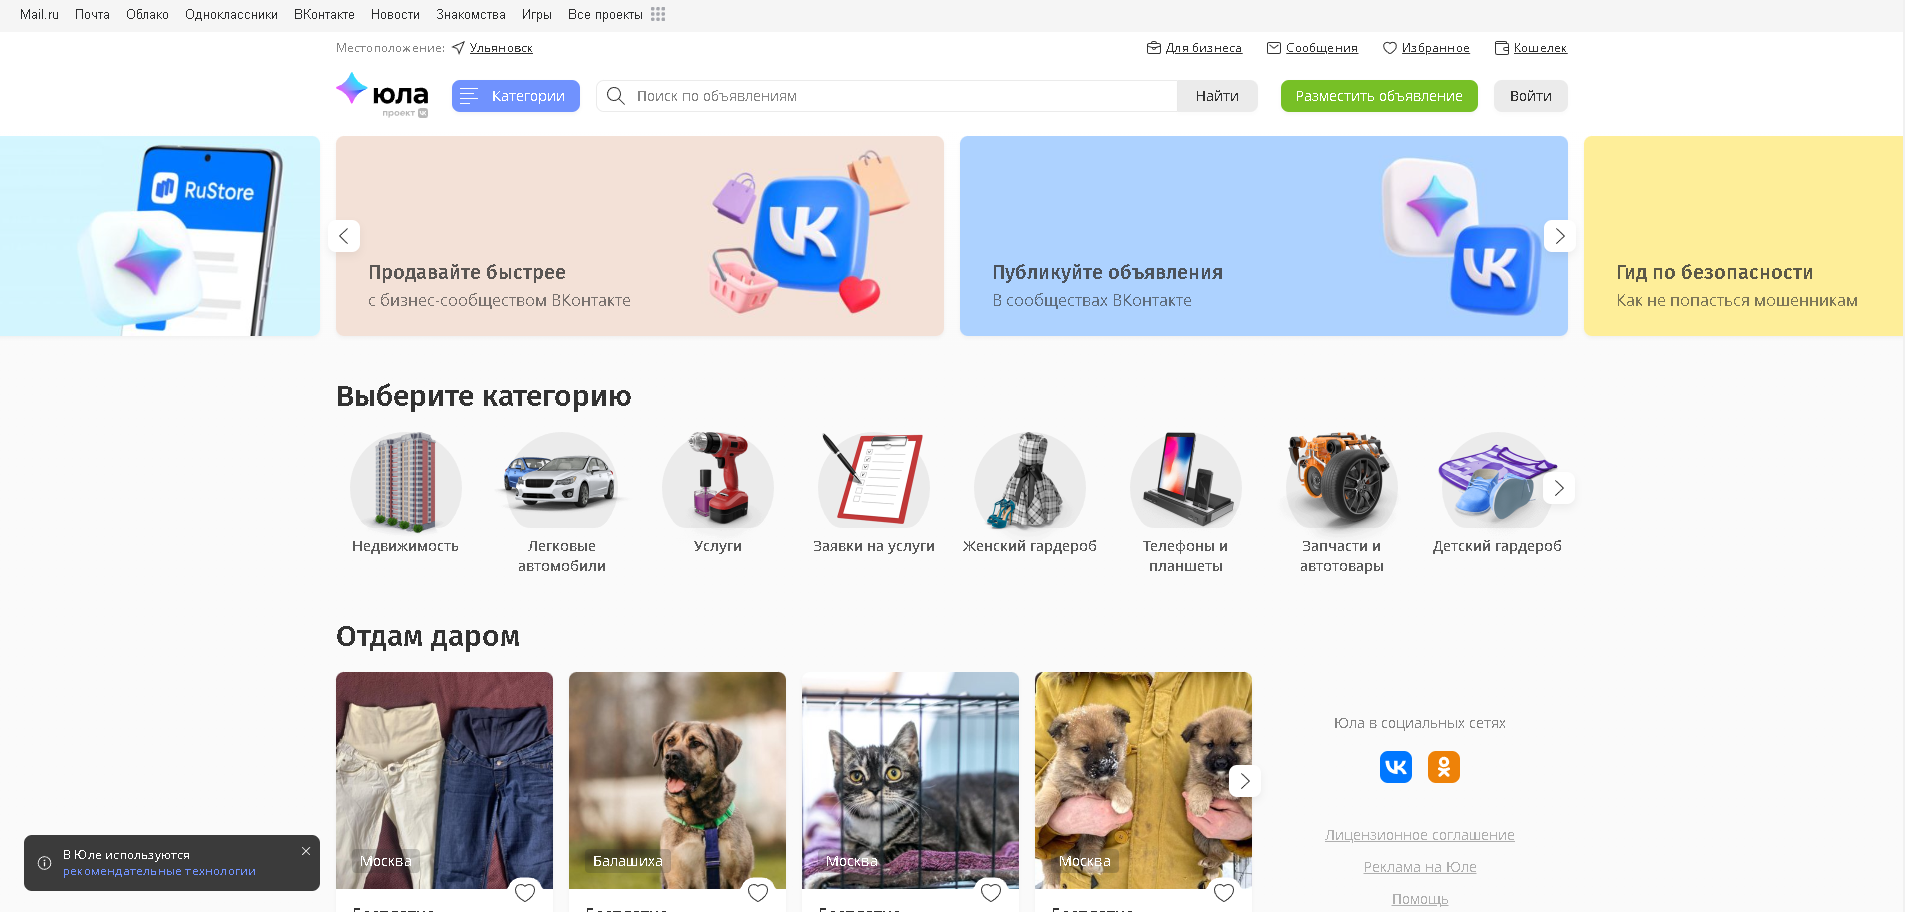 Mail.ru Почта Облако Одноклассники ВКонтакте Новости Знакомства Игры Все проекты
Местоположение: Ульяновск Для бизнеса Сообщения Избранное Кошелек
юла
проект
Категории Поиск по объявлениям Найти Разместить объявление Войти
RuStore
Продавайте быстрее
с бизнес-сообществом ВКонтакте
Публикуйте объявления
В сообществах ВКонтакте
Гид по безопасности
Как не попасться мошенникам
Выберите категорию
Недвижимость
Легковые
автомобили
Услуги
Заявки на услуги
Женский гардероб
Телефоны и
планшеты
Запчасти и
автотовары
Детский гардероб
Отдам даром
Москва
Балашиха
Москва
Москва
Юла в социальных сетях
Лицензионное соглашение
Реклама на Юле
Помощь
В Юле используются
рекомендательные технологии